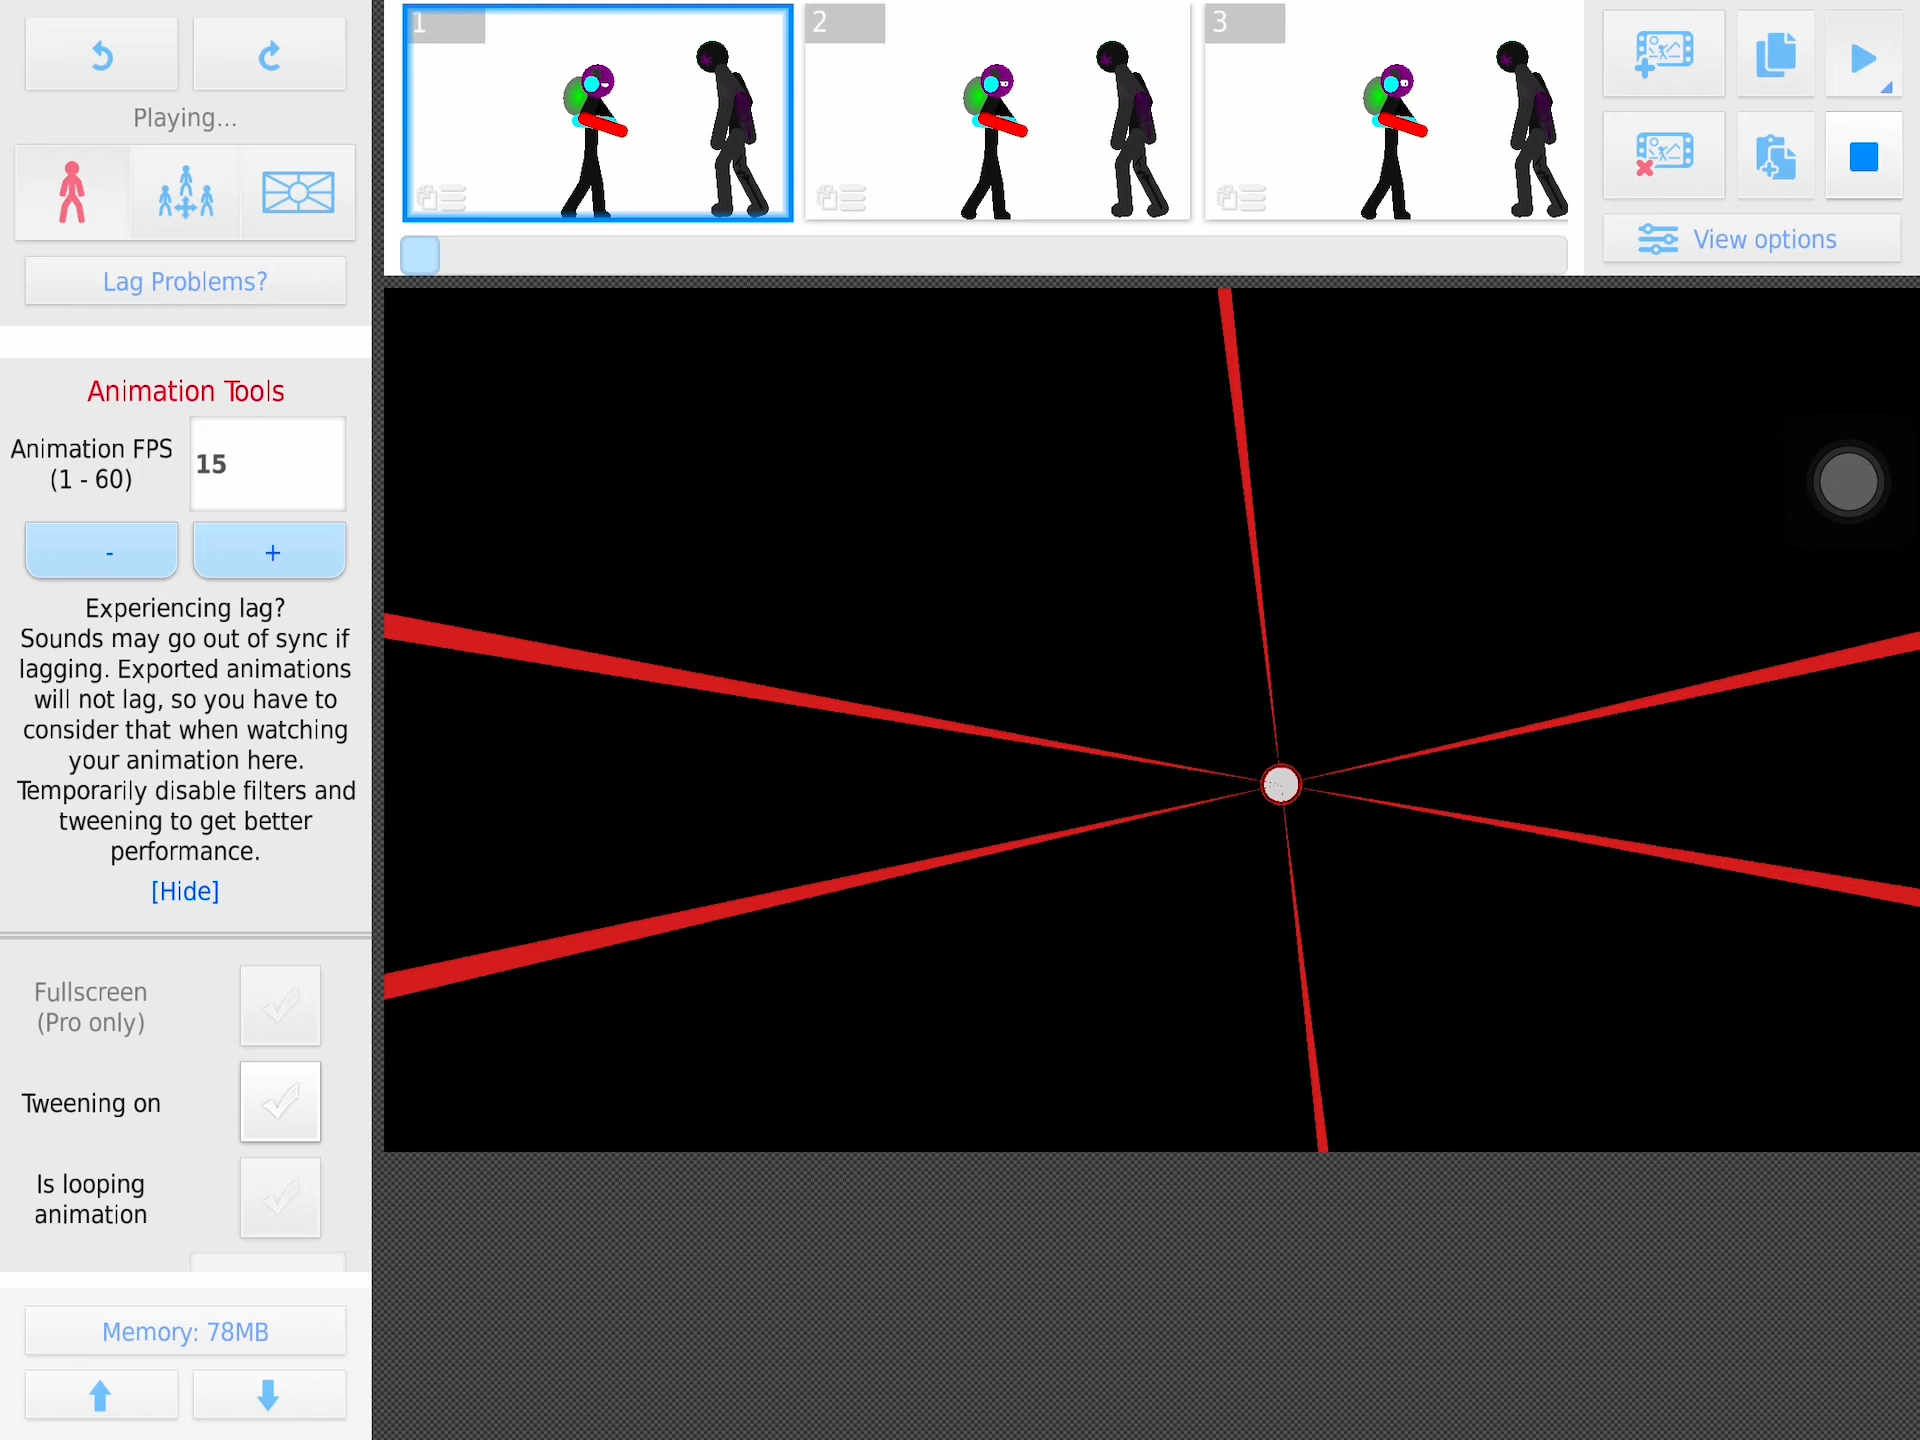 1
2
3
Playing...
View options
Lag Problems?
Animation Tools
Animation FPS
(1 - 60)
15
-
+
Experiencing lag?
Sounds may go out of sync if
lagging. Exported animations
will not lag, so you have to
consider that when watching
your animation here.
Temporarily disable filters and
tweening to get better
performance.
[Hide]
Fullscreen
(Pro only)
Tweening on
Is looping
animation
Memory: 78MB